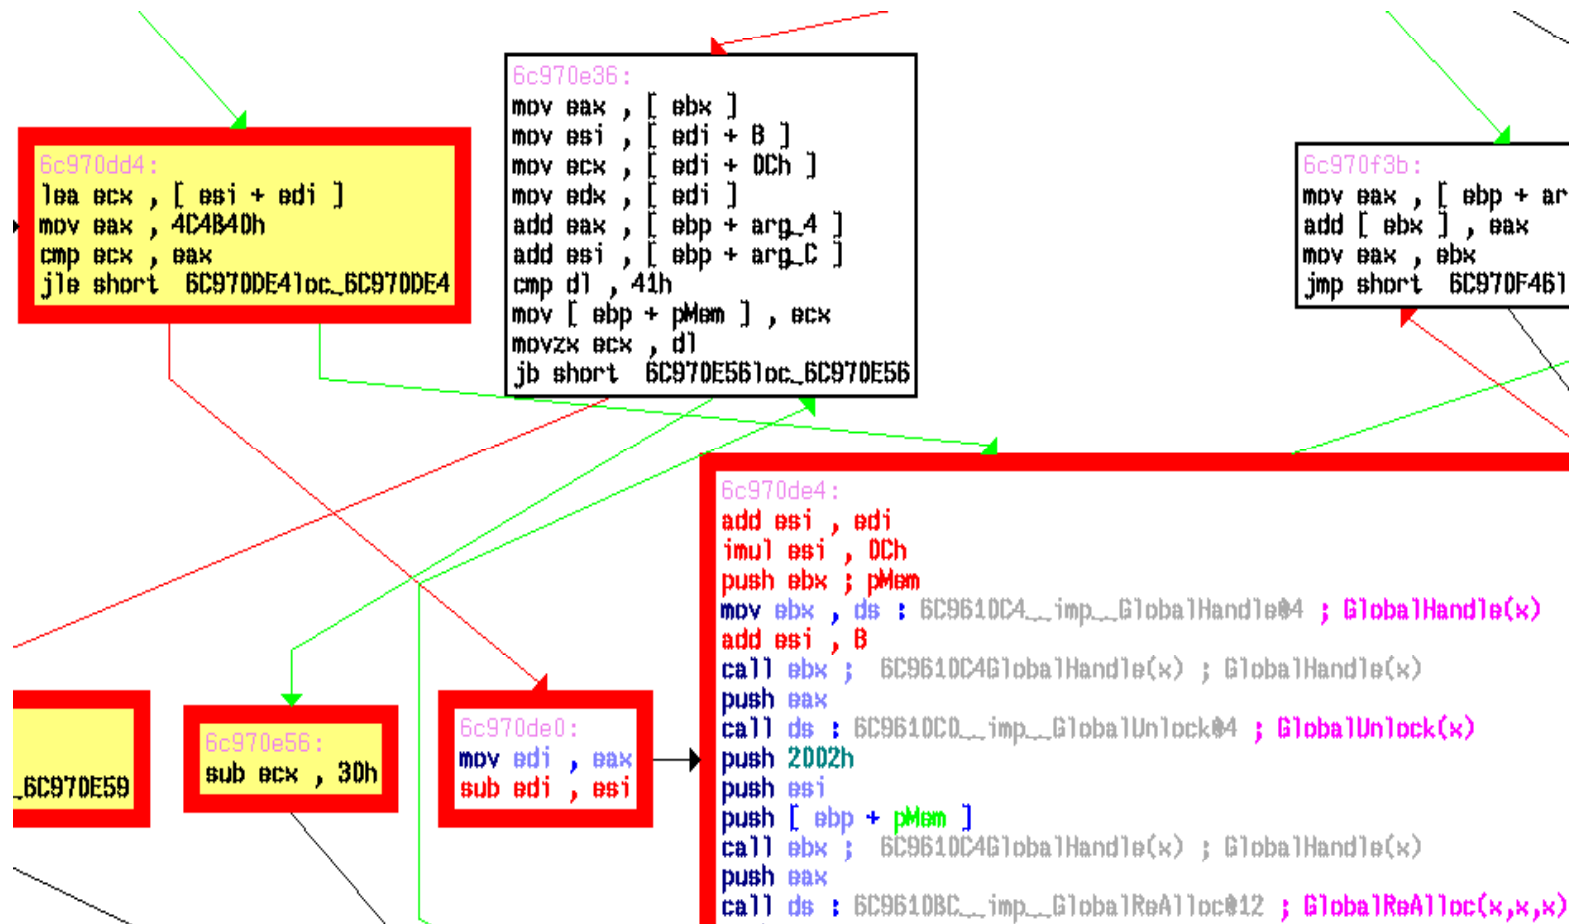 6c970e36:
mov eax , [ ebx ]
mov esi , [ edi + 8 ]
mov ecx , [ edi + 0Ch ]
mov edx , [ edi ]
add eax , [ ebp + arg_4 ]
add esi , [ ebp + arg_C ]
cmp dl , 41h
mov [ ebp + pMem ] , ecx
movzx ecx , dl
jb short 6C970E56loc_6C970E56
6c970dd4:
lea ecx , [ esi + edi ]
mov eax , 4C4B40h
cmp ecx , eax
jle short 6C970DE4loc_6C970DE4
6c970f3b:
mov eax , [ ebp + ar
add [ ebx ] , eax
mov eax , ebx
jmp short 6C970F46l
6c970de4:
add esi , edi
imul esi , 0Ch
push ebx ; pMem
mov ebx , ds : 6C9610C4__imp__GlobalHandle@4 ; GlobalHandle(x)
add esi , 8
call ebx ; 6C9610C4GlobalHandle(x) ; GlobalHandle(x)
push eax
call ds : 6C9610C0__imp__GlobalUnlock@4 ; GlobalUnlock(x)
push 2002h
push esi
push [ ebp + pMem ]
call ebx ; 6C9610C4GlobalHandle(x) ; GlobalHandle(x)
push eax
call ds : 6C9610BC__imp__GlobalReAlloc@12 ; GlobalReAlloc(x,x,x)
_6C970E59
6c970e56:
sub ecx , 30h
6c970de0:
mov edi , eax
sub edi , esi